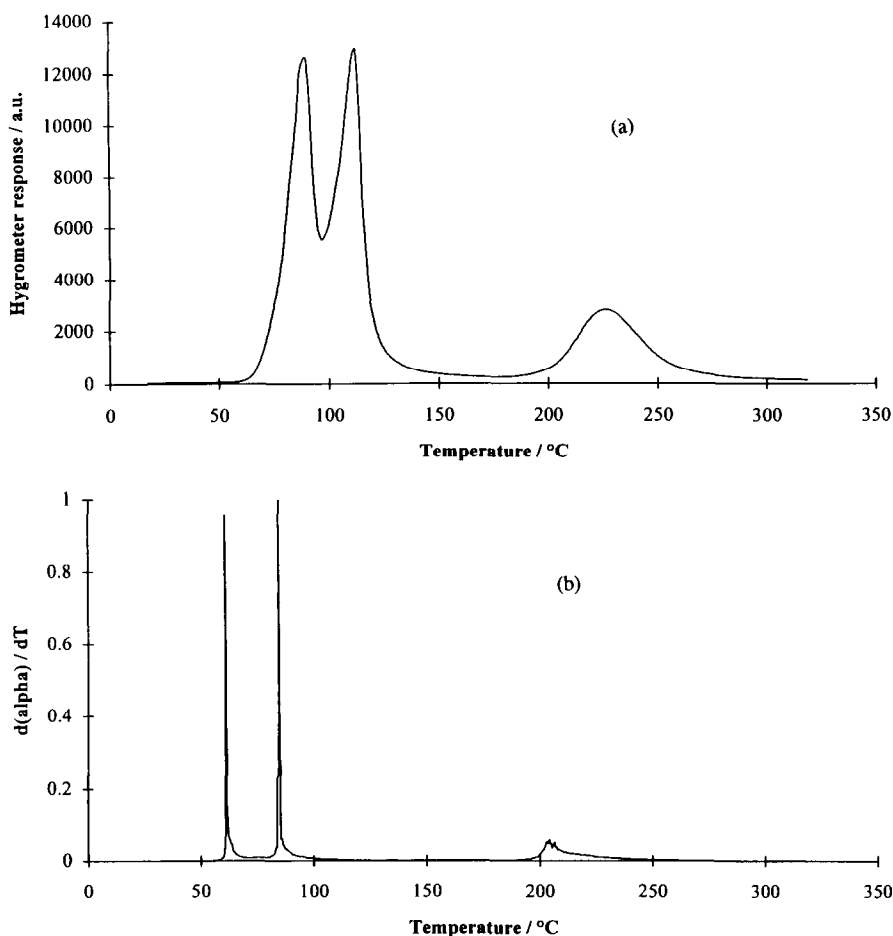 14000
12000
10000
8000
6000
4000
2000
0
Hygrometer response / a.u.
(a)
0 50 100 150 200 250 300 350
Temperature / °C
1
0.8
0.6
0.4
0.2
0
d(alpha) / dT
(b)
0 50 100 150 200 250 300 350
Temperature / °C